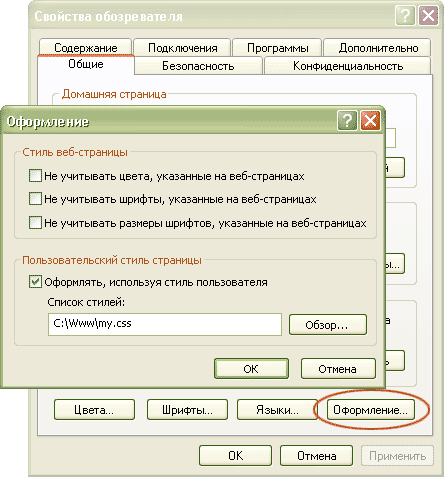 Свойства обозревателя
Содержание Подключения Программы Дополнительно
Общие Безопасность Конфиденциальность
Домашняя страница
Оформление
Стиль веб-страницы
Не учитывать цвета, указанные на веб-страницах
Не учитывать шрифты, указанные на веб-страницах
Не учитывать размеры шрифтов, указанные на веб-страницах
Пользовательский стиль страницы
Оформлять, используя стиль пользователя
Список стилей:
C:\Www\my.css Обзор...
OK Отмена
Цвета... Шрифты... Языки... Оформление...
OK Отмена Применить